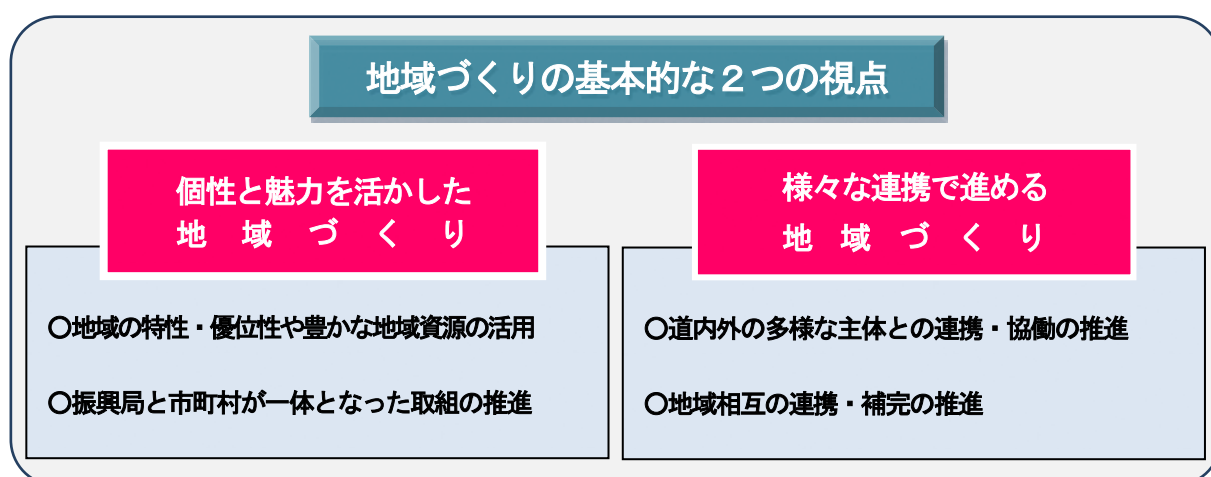 地域づくりの基本的な２つの視点
個性と魅力を活かした
地域づくり
〇地域の特性・優位性や豊かな地域資源の活用
〇振興局と市町村が一体となった取組の推進
様々な連携で進める
地域づくり
〇道内外の多様な主体との連携・協働の推進
〇地域相互の連携・補完の推進